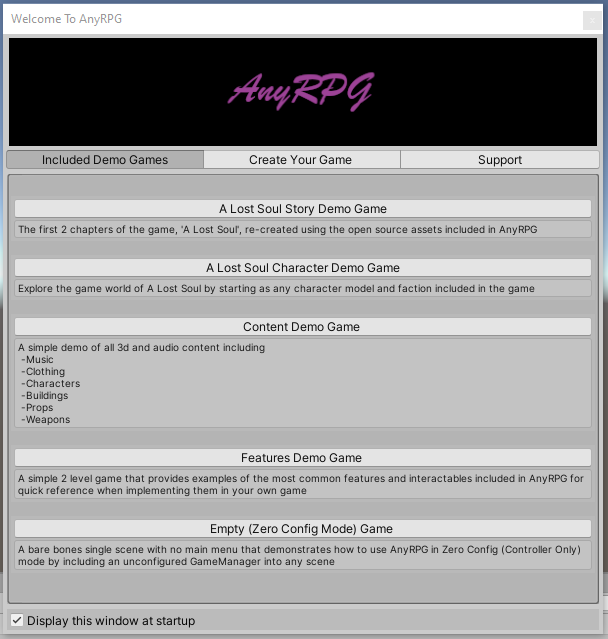 Welcome To AnyRPG
AnyRPG
Included Demo Games
Create Your Game
Support
A Lost Soul Story Demo Game
The first 2 chapters of the game, 'A Lost Soul', re-created using the open source assets included in AnyRPG
A Lost Soul Character Demo Game
Explore the game world of A Lost Soul by starting as any character model and faction included in the game
Content Demo Game
A simple demo of all 3d and audio content including
-Music
-Clothing
-Characters
-Buildings
-Props
-Weapons
Features Demo Game
A simple 2 level game that provides examples of the most common features and interactables included in AnyRPG for
quick reference when implementing them in your own game
Empty (Zero Config Mode) Game
A bare bones single scene with no main menu that demonstrates how to use AnyRPG in Zero Config (Controller Only)
mode by including an unconfigured GameManager into any scene
Display this window at startup